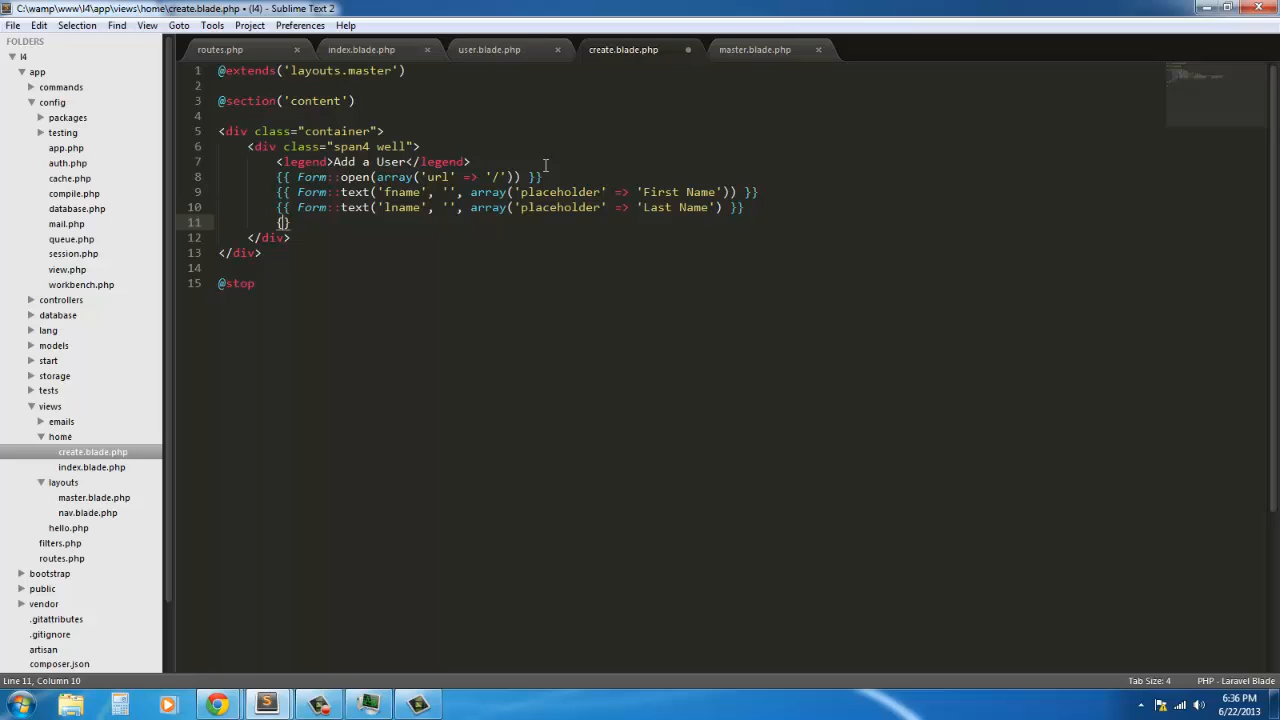 C:\wamp\www\l4\app\views\home\create.blade.php • (l4) - Sublime Text 2
File Edit Selection Find View Goto Tools Project Preferences Help
FOLDERS
l4
app
commands
config
packages
testing
app.php
auth.php
cache.php
compile.php
database.php
mail.php
queue.php
session.php
view.php
workbench.php
controllers
database
lang
models
start
storage
tests
views
emails
home
create.blade.php
index.blade.php
layouts
master.blade.php
nav.blade.php
hello.php
filters.php
routes.php
bootstrap
public
vendor
.gitattributes
.gitignore
artisan
composer.json
routes.php × index.blade.php × user.blade.php × create.blade.php • master.blade.php ×
1 @extends('layouts.master')
2
3 @section('content')
4
5 <div class="container">
6 <div class="span4 well">
7 <legend>Add a User</legend>
8 {{ Form::open(array('url' => '/')) }}
9 {{ Form::text('fname', '', array('placeholder' => 'First Name')) }}
10 {{ Form::text('lname', '', array('placeholder' => 'Last Name') }}
11 {}
12 </div>
13 </div>
14
15 @stop
Line 11, Column 10 Tab Size: 4 PHP - Laravel Blade
6:36 PM
6/22/2013